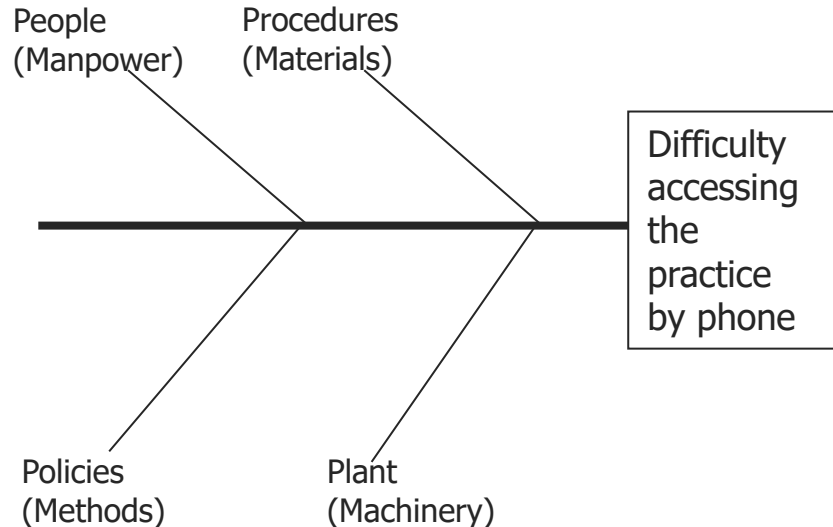 People
(Manpower)
Procedures
(Materials)
Difficulty
accessing
the
practice
by phone
Policies
(Methods)
Plant
(Machinery)